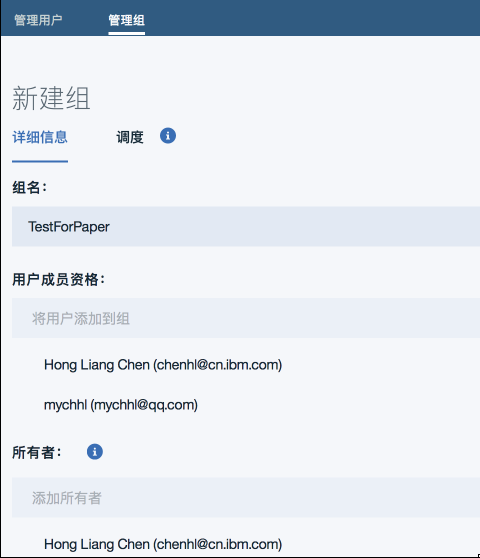 管理用户
管理组
新建组
详细信息
调度
组名：
TestForPaper
用户成员资格：
将用户添加到组
Hong Liang Chen (chenhl@cn.ibm.com)
mychhl (mychhl@qq.com)
所有者：
添加所有者
Hong Liang Chen (chenhl@cn.ibm.com)